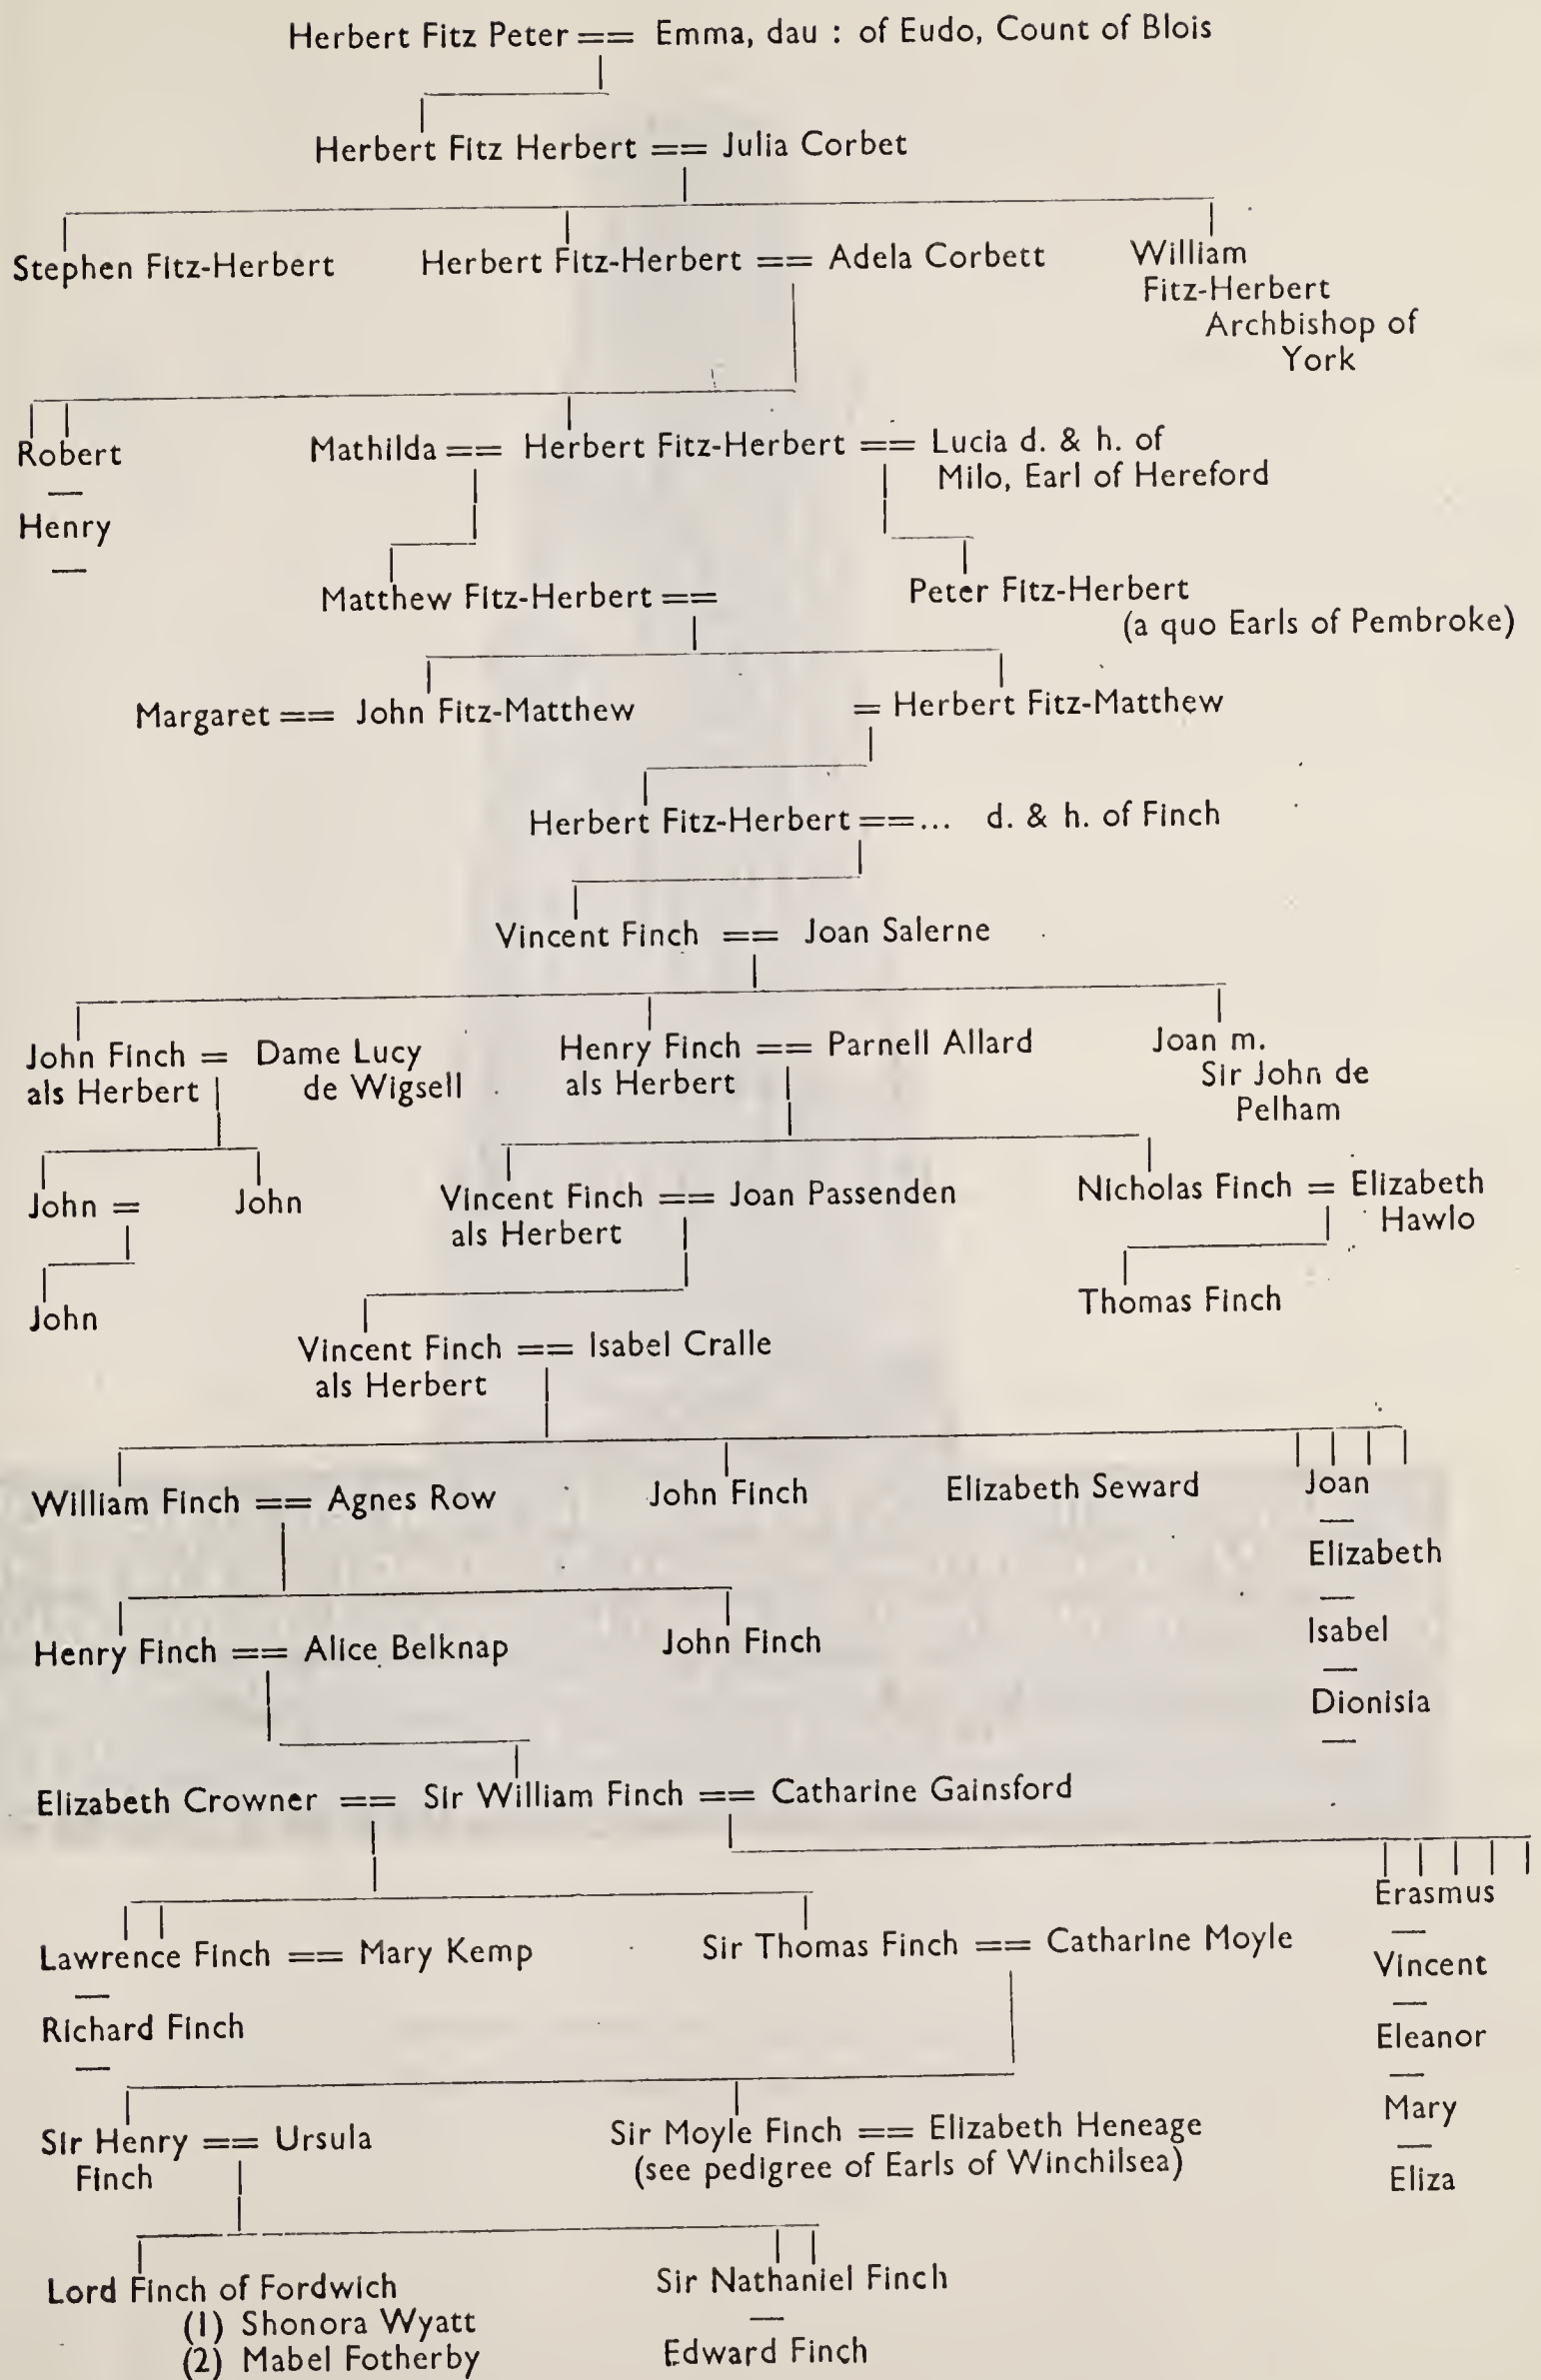 Herbert Fitz Peter == Emma, dau : of Eudo, Count of Blois
Herbert Fitz Herbert == Julia Corbet
Stephen Fitz-Herbert
Herbert Fitz-Herbert == Adela Corbett
William
Fitz-Herbert
Archbishop of
York
Robert
—
Henry
—
Mathilda == Herbert Fitz-Herbert == Lucia d. & h. of
Milo, Earl of Hereford
Matthew Fitz-Herbert ==
Peter Fitz-Herbert
(a quo Earls of Pembroke)
Margaret == John Fitz-Matthew
= Herbert Fitz-Matthew
Herbert Fitz-Herbert ==... d. & h. of Finch
Vincent Finch == Joan Salerne
John Finch = Dame Lucy
als Herbert de Wigsell
Henry Finch == Parnell Allard
als Herbert
Joan m.
Sir John de
Pelham
John =
John
Vincent Finch == Joan Passenden
als Herbert
Nicholas Finch = Elizabeth
Hawlo
John
Thomas Finch
Vincent Finch == Isabel Cralle
als Herbert
William Finch == Agnes Row
John Finch
Elizabeth Seward
Joan
—
Elizabeth
—
Isabel
—
Dionisia
—
Henry Finch == Alice Belknap
John Finch
Elizabeth Crowner == Sir William Finch == Catharine Gainsford
Erasmus
—
Vincent
—
Eleanor
—
Mary
—
Eliza
Lawrence Finch == Mary Kemp
—
Richard Finch
—
Sir Thomas Finch == Catharine Moyle
Sir Henry == Ursula
Finch
Sir Moyle Finch == Elizabeth Heneage
(see pedigree of Earls of Winchilsea)
Lord Finch of Fordwich
(1) Shonora Wyatt
(2) Mabel Fotherby
Sir Nathaniel Finch
—
Edward Finch